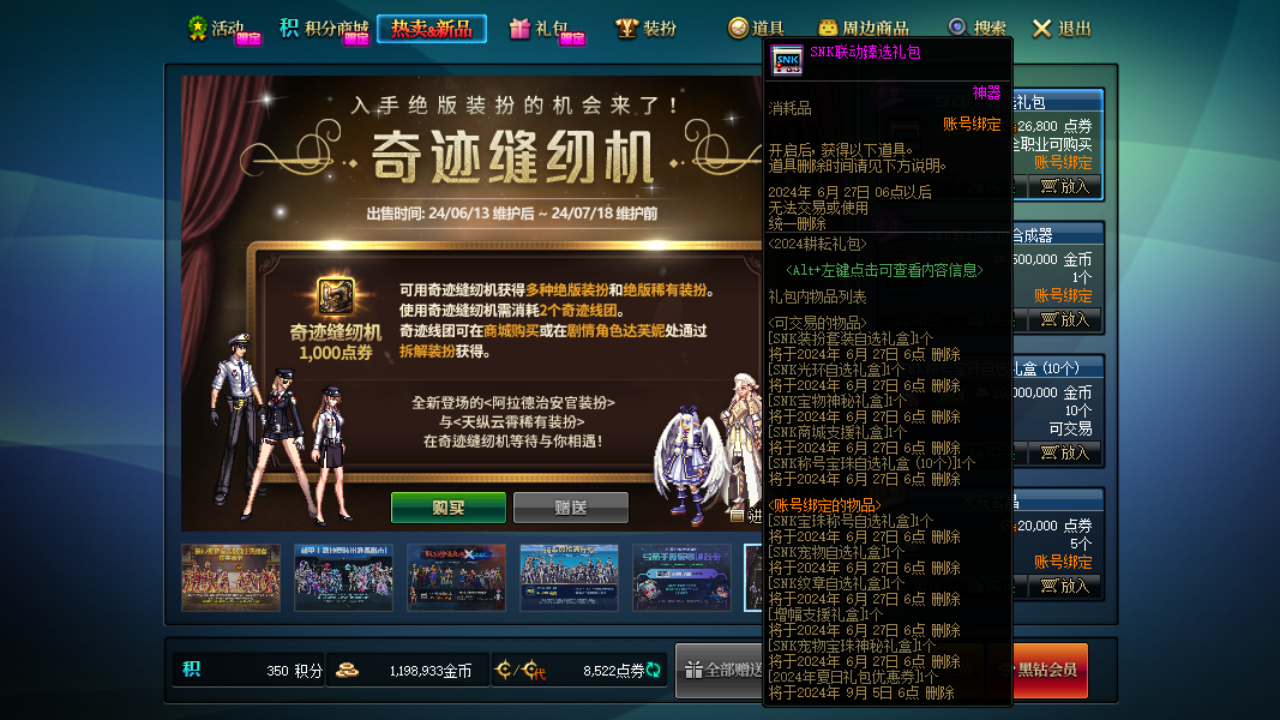 活动
限定
积 积分商城
限定
热卖&新品
礼包
限定
装扮
道具
周边商品
搜索
退出
入手绝版装扮的机会来了！
奇迹缝纫机
出售时间: 24/06/13 维护后 ~ 24/07/18 维护前
可用奇迹缝纫机获得多种绝版装扮和绝版稀有装扮。
使用奇迹缝纫机需消耗2个奇迹线团。
奇迹线团可在商城购买或在剧情角色达芙妮处通过
拆解装扮获得。
奇迹缝纫机
1,000点券
全新登场的<阿拉德治安官装扮>
与<天纵云霄稀有装扮>
在奇迹缝纫机等待与你相遇！
购买
赠送
进
SNK联动臻选礼包
SNK
神器
消耗品
账号绑定
开启后, 获得以下道具。
道具删除时间请见下方说明。
2024年 6月 27日 06点以后
无法交易或使用
统一删除
<2024耕耘礼包>
<Alt+左键点击可查看内容信息>
礼包内物品列表
<可交易的物品>
[SNK装扮套装自选礼盒]1个
将于2024年 6月 27日 6点 删除
[SNK光环自选礼盒]1个
将于2024年 6月 27日 6点 删除
[SNK宝物神秘礼盒]1个
将于2024年 6月 27日 6点 删除
[SNK商城支援礼盒]1个
将于2024年 6月 27日 6点 删除
[SNK称号宝珠自选礼盒 (10个)]1个
将于2024年 6月 27日 6点 删除
<账号绑定的物品>
[SNK宝珠称号自选礼盒]1个
将于2024年 6月 27日 6点 删除
[SNK宠物自选礼盒]1个
将于2024年 6月 27日 6点 删除
[SNK纹章自选礼盒]1个
将于2024年 6月 27日 6点 删除
[增幅支援礼盒]1个
将于2024年 6月 27日 6点 删除
[SNK宠物宝珠神秘礼盒]1个
将于2024年 6月 27日 6点 删除
[2024年夏日礼包优惠券]1个
将于2024年 9月 5日 6点 删除
礼包
26,800 点券
全职业可购买
账号绑定
放入
合成器
500,000 金币
1个
账号绑定
放入
礼盒 (10个)
000,000 金币
10个
可交易
放入
晶
20,000 点券
5个
账号绑定
放入
积
350 积分
1,198,933金币
代
8,522点券
全部赠送
黑钻会员